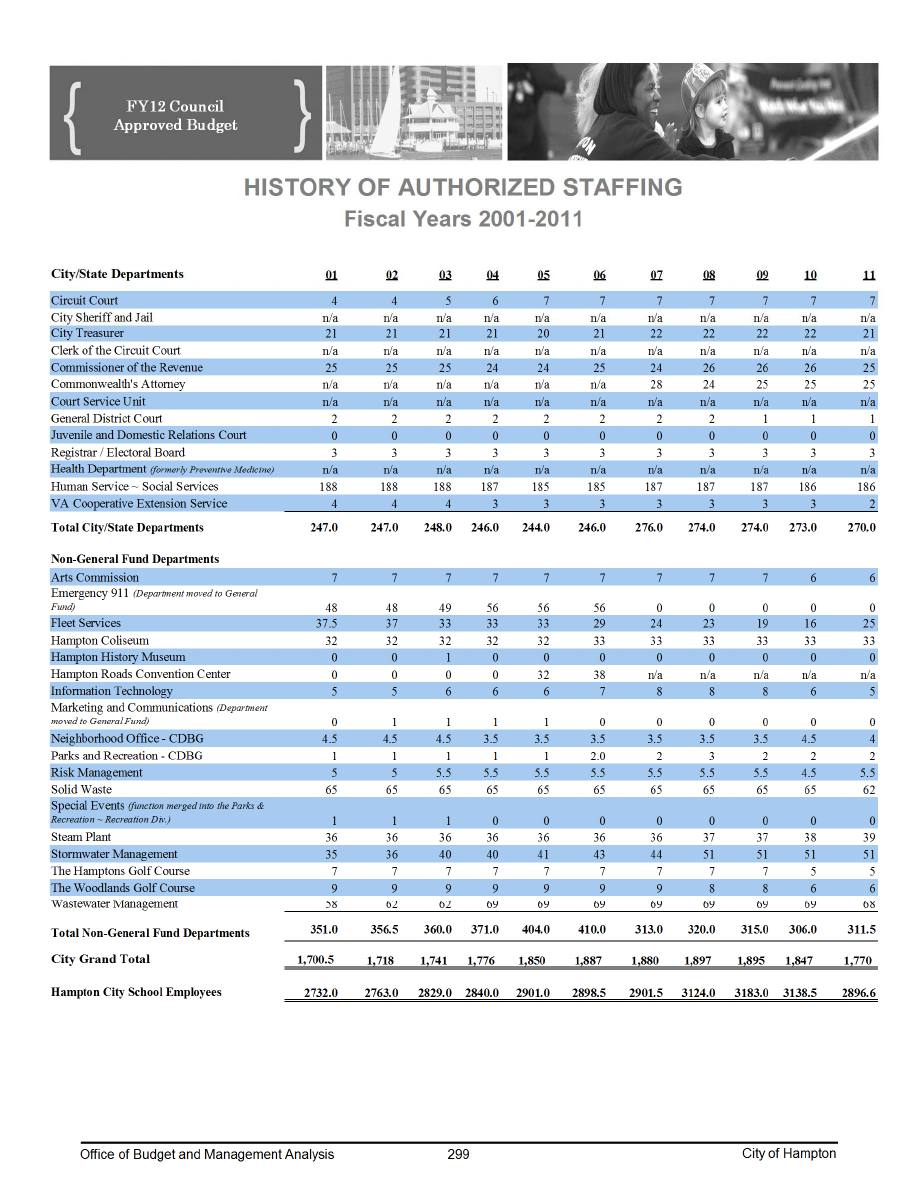 FY12 Council
Approved Budget
HISTORY OF AUTHORIZED STAFFING
Fiscal Years 2001-2011
City/State Departments 01 02 03 04 05 06 07 08 09 10 11
Circuit Court 4 4 5 6 7 7 7 7 7 7 7
City Sheriff and Jail n/a n/a n/a n/a n/a n/a n/a n/a n/a n/a n/a
City Treasurer 21 21 21 21 20 21 22 22 22 22 21
Clerk of the Circuit Court n/a n/a n/a n/a n/a n/a n/a n/a n/a n/a n/a
Commissioner of the Revenue 25 25 25 24 24 25 24 26 26 26 25
Commonwealth's Attorney n/a n/a n/a n/a n/a n/a 28 24 25 25 25
Court Service Unit n/a n/a n/a n/a n/a n/a n/a n/a n/a n/a n/a
General District Court 2 2 2 2 2 2 2 2 1 1 1
Juvenile and Domestic Relations Court 0 0 0 0 0 0 0 0 0 0 0
Registrar / Electoral Board 3 3 3 3 3 3 3 3 3 3 3
Health Department (formerly Preventive Medicine) n/a n/a n/a n/a n/a n/a n/a n/a n/a n/a n/a
Human Service ~ Social Services 188 188 188 187 185 185 187 187 187 186 186
VA Cooperative Extension Service 4 4 4 3 3 3 3 3 3 3 2
Total City/State Departments 247.0 247.0 248.0 246.0 244.0 246.0 276.0 274.0 274.0 273.0 270.0
Non-General Fund Departments
Arts Commission 7 7 7 7 7 7 7 7 7 6 6
Emergency 911 (Department moved to General
Fund) 48 48 49 56 56 56 0 0 0 0 0
Fleet Services 37.5 37 33 33 33 29 24 23 19 16 25
Hampton Coliseum 32 32 32 32 32 33 33 33 33 33 33
Hampton History Museum 0 0 1 0 0 0 0 0 0 0 0
Hampton Roads Convention Center 0 0 0 0 32 38 n/a n/a n/a n/a n/a
Information Technology 5 5 6 6 6 7 8 8 8 6 5
Marketing and Communications (Department
moved to General Fund) 0 1 1 1 1 0 0 0 0 0 0
Neighborhood Office - CDBG 4.5 4.5 4.5 3.5 3.5 3.5 3.5 3.5 3.5 4.5 4
Parks and Recreation - CDBG 1 1 1 1 1 2.0 2 3 2 2 2
Risk Management 5 5 5.5 5.5 5.5 5.5 5.5 5.5 5.5 4.5 5.5
Solid Waste 65 65 65 65 65 65 65 65 65 65 62
Special Events (function merged into the Parks &
Recreation ~ Recreation Div.) 1 1 1 0 0 0 0 0 0 0 0
Steam Plant 36 36 36 36 36 36 36 37 37 38 39
Stormwater Management 35 36 40 40 41 43 44 51 51 51 51
The Hamptons Golf Course 7 7 7 7 7 7 7 7 7 5 5
The Woodlands Golf Course 9 9 9 9 9 9 9 8 8 6 6
Wastewater Management 58 62 62 69 69 69 69 69 69 69 68
Total Non-General Fund Departments 351.0 356.5 360.0 371.0 404.0 410.0 313.0 320.0 315.0 306.0 311.5
City Grand Total 1,700.5 1,718 1,741 1,776 1,850 1,887 1,880 1,897 1,895 1,847 1,770
Hampton City School Employees 2732.0 2763.0 2829.0 2840.0 2901.0 2898.5 2901.5 3124.0 3183.0 3138.5 2896.6
Office of Budget and Management Analysis 299 City of Hampton